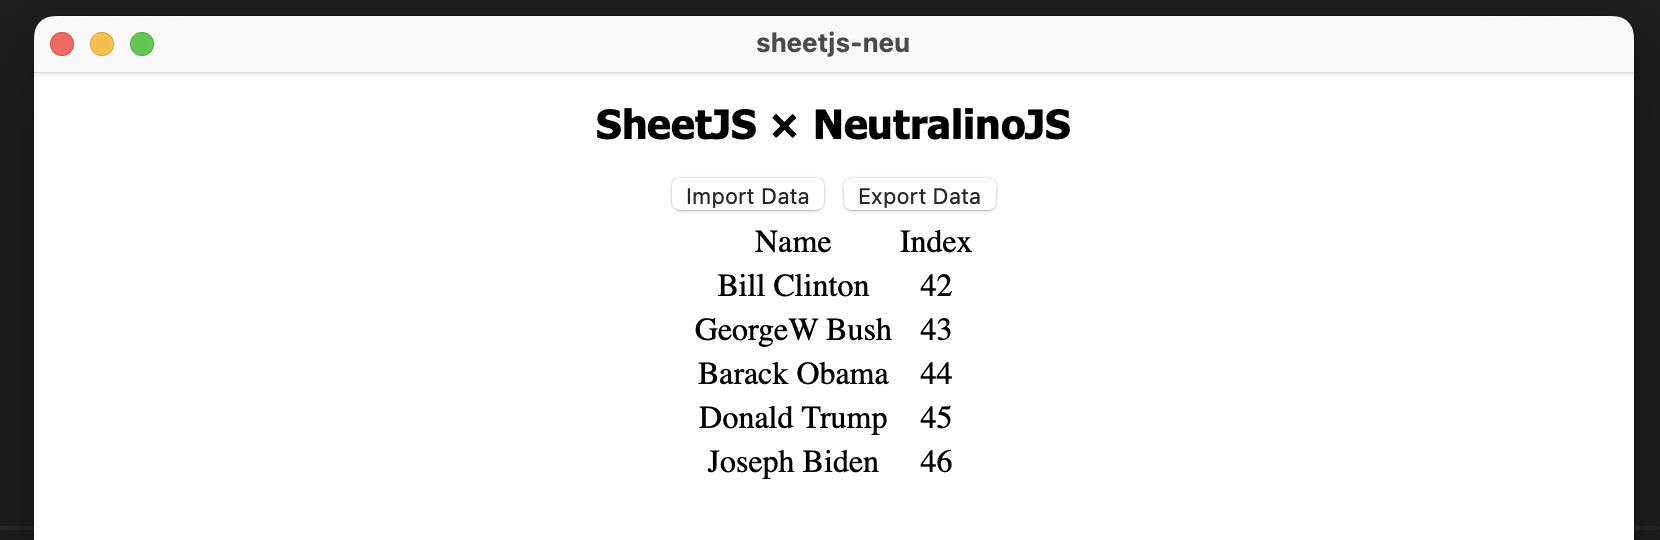 sheetjs-neu
SheetJS × NeutralinoJS
Import Data Export Data
Name Index
Bill Clinton 42
GeorgeW Bush 43
Barack Obama 44
Donald Trump 45
Joseph Biden 46